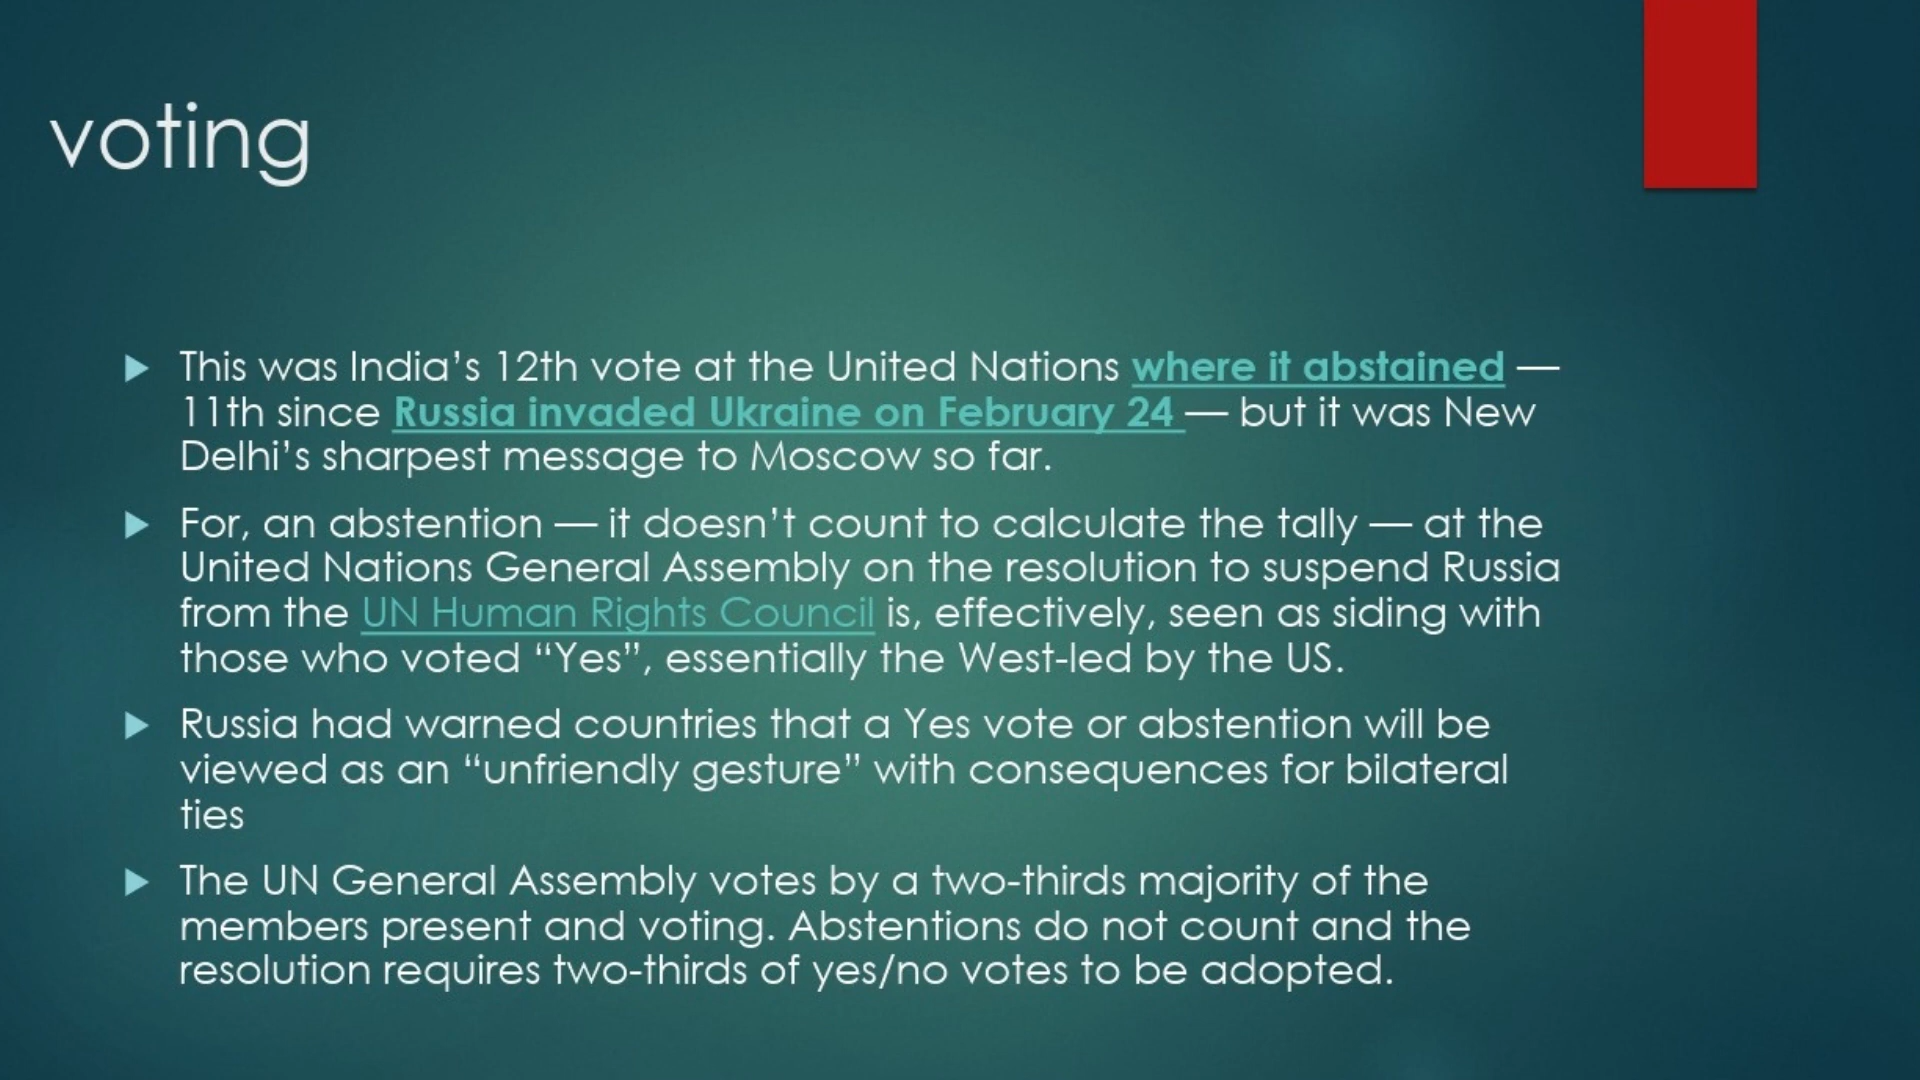 voting
This was India’s 12th vote at the United Nations where it abstained —
11th since Russia invaded Ukraine on February 24 — but it was New
Delhi’s sharpest message to Moscow so far.
For, an abstention — it doesn’t count to calculate the tally — at the
United Nations General Assembly on the resolution to suspend Russia
from the UN Human Rights Council is, effectively, seen as siding with
those who voted “Yes”, essentially the West-led by the US.
Russia had warned countries that a Yes vote or abstention will be
viewed as an “unfriendly gesture” with consequences for bilateral
ties
The UN General Assembly votes by a two-thirds majority of the
members present and voting. Abstentions do not count and the
resolution requires two-thirds of yes/no votes to be adopted.